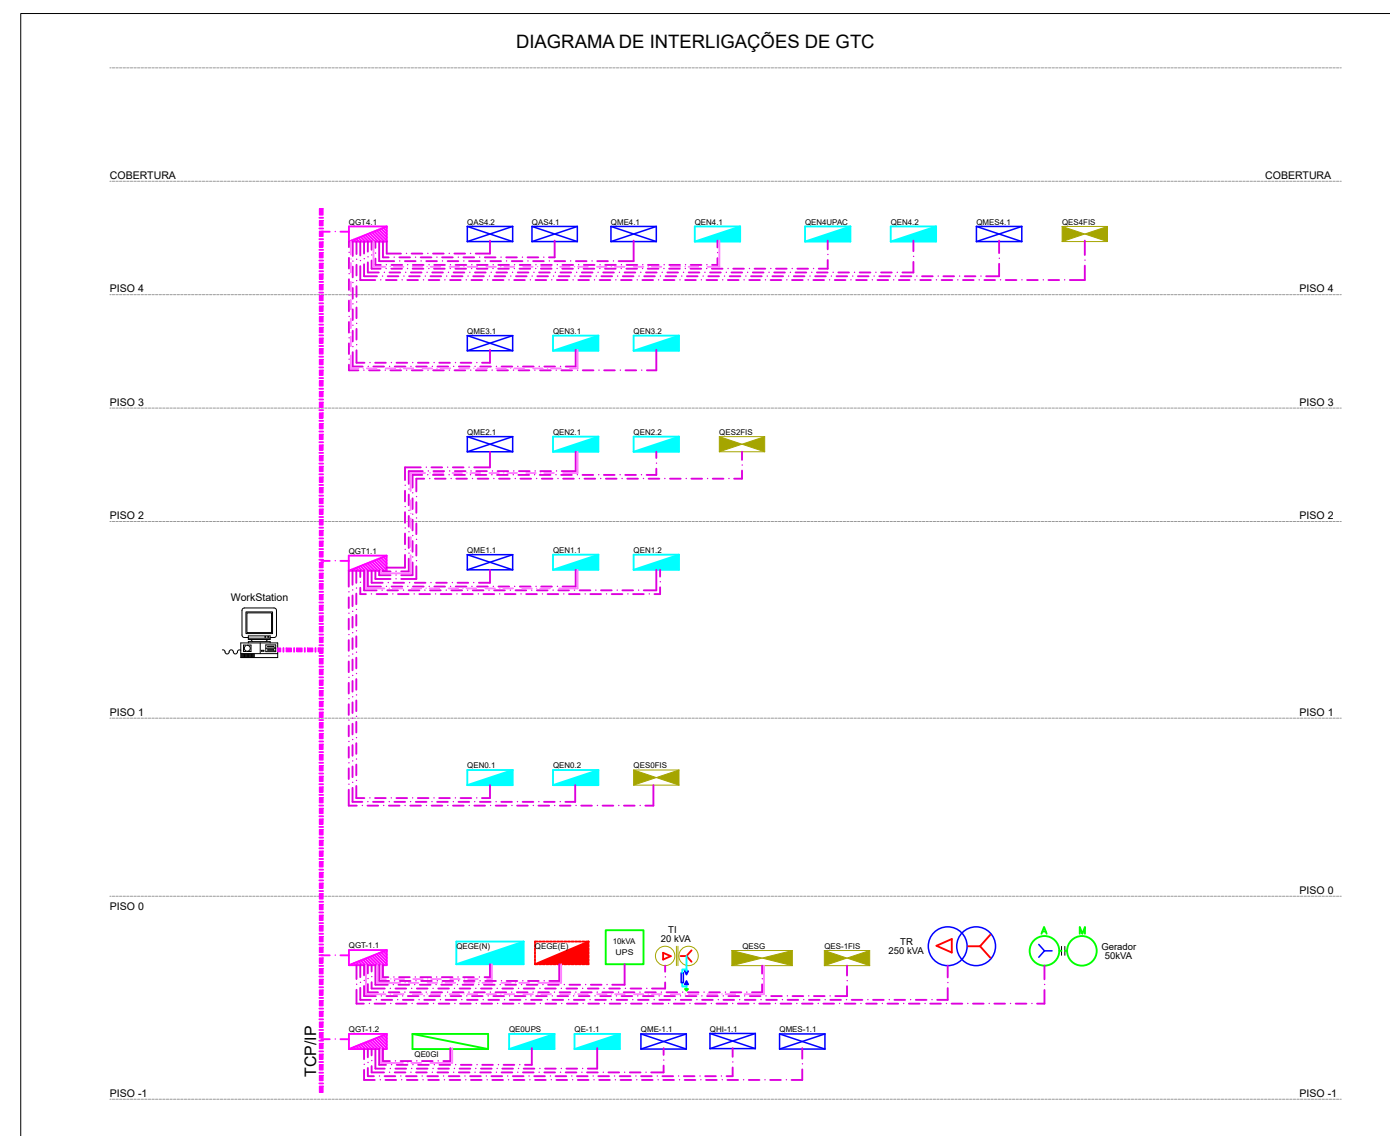 DIAGRAMA DE INTERLIGAÇÕES DE GTC
COBERTURA COBERTURA
QGT4.1 QAS4.2 QAS4.1 QME4.1 QEN4.1 QEN4UPAC QEN4.2 QMES4.1 QES4FIS
PISO 4 PISO 4
QME3.1 QEN3.1 QEN3.2
PISO 3 PISO 3
QME2.1 QEN2.1 QEN2.2 QES2FIS
PISO 2 PISO 2
QGT1.1 QME1.1 QEN1.1 QEN1.2
WorkStation
PISO 1 PISO 1
QEN0.1 QEN0.2 QES0FIS
PISO 0 PISO 0
QGT-1.1 QEGE(N) QEGE(E)
10kVA
UPS
TI
20 kVA
QESG QES-1FIS
TR
250 kVA
A M
Gerador
50kVA
TCP/IP
QGT-1.2 QE0GI QE0UPS QE-1.1 QME-1.1 QHI-1.1 QMES-1.1
PISO -1 PISO -1